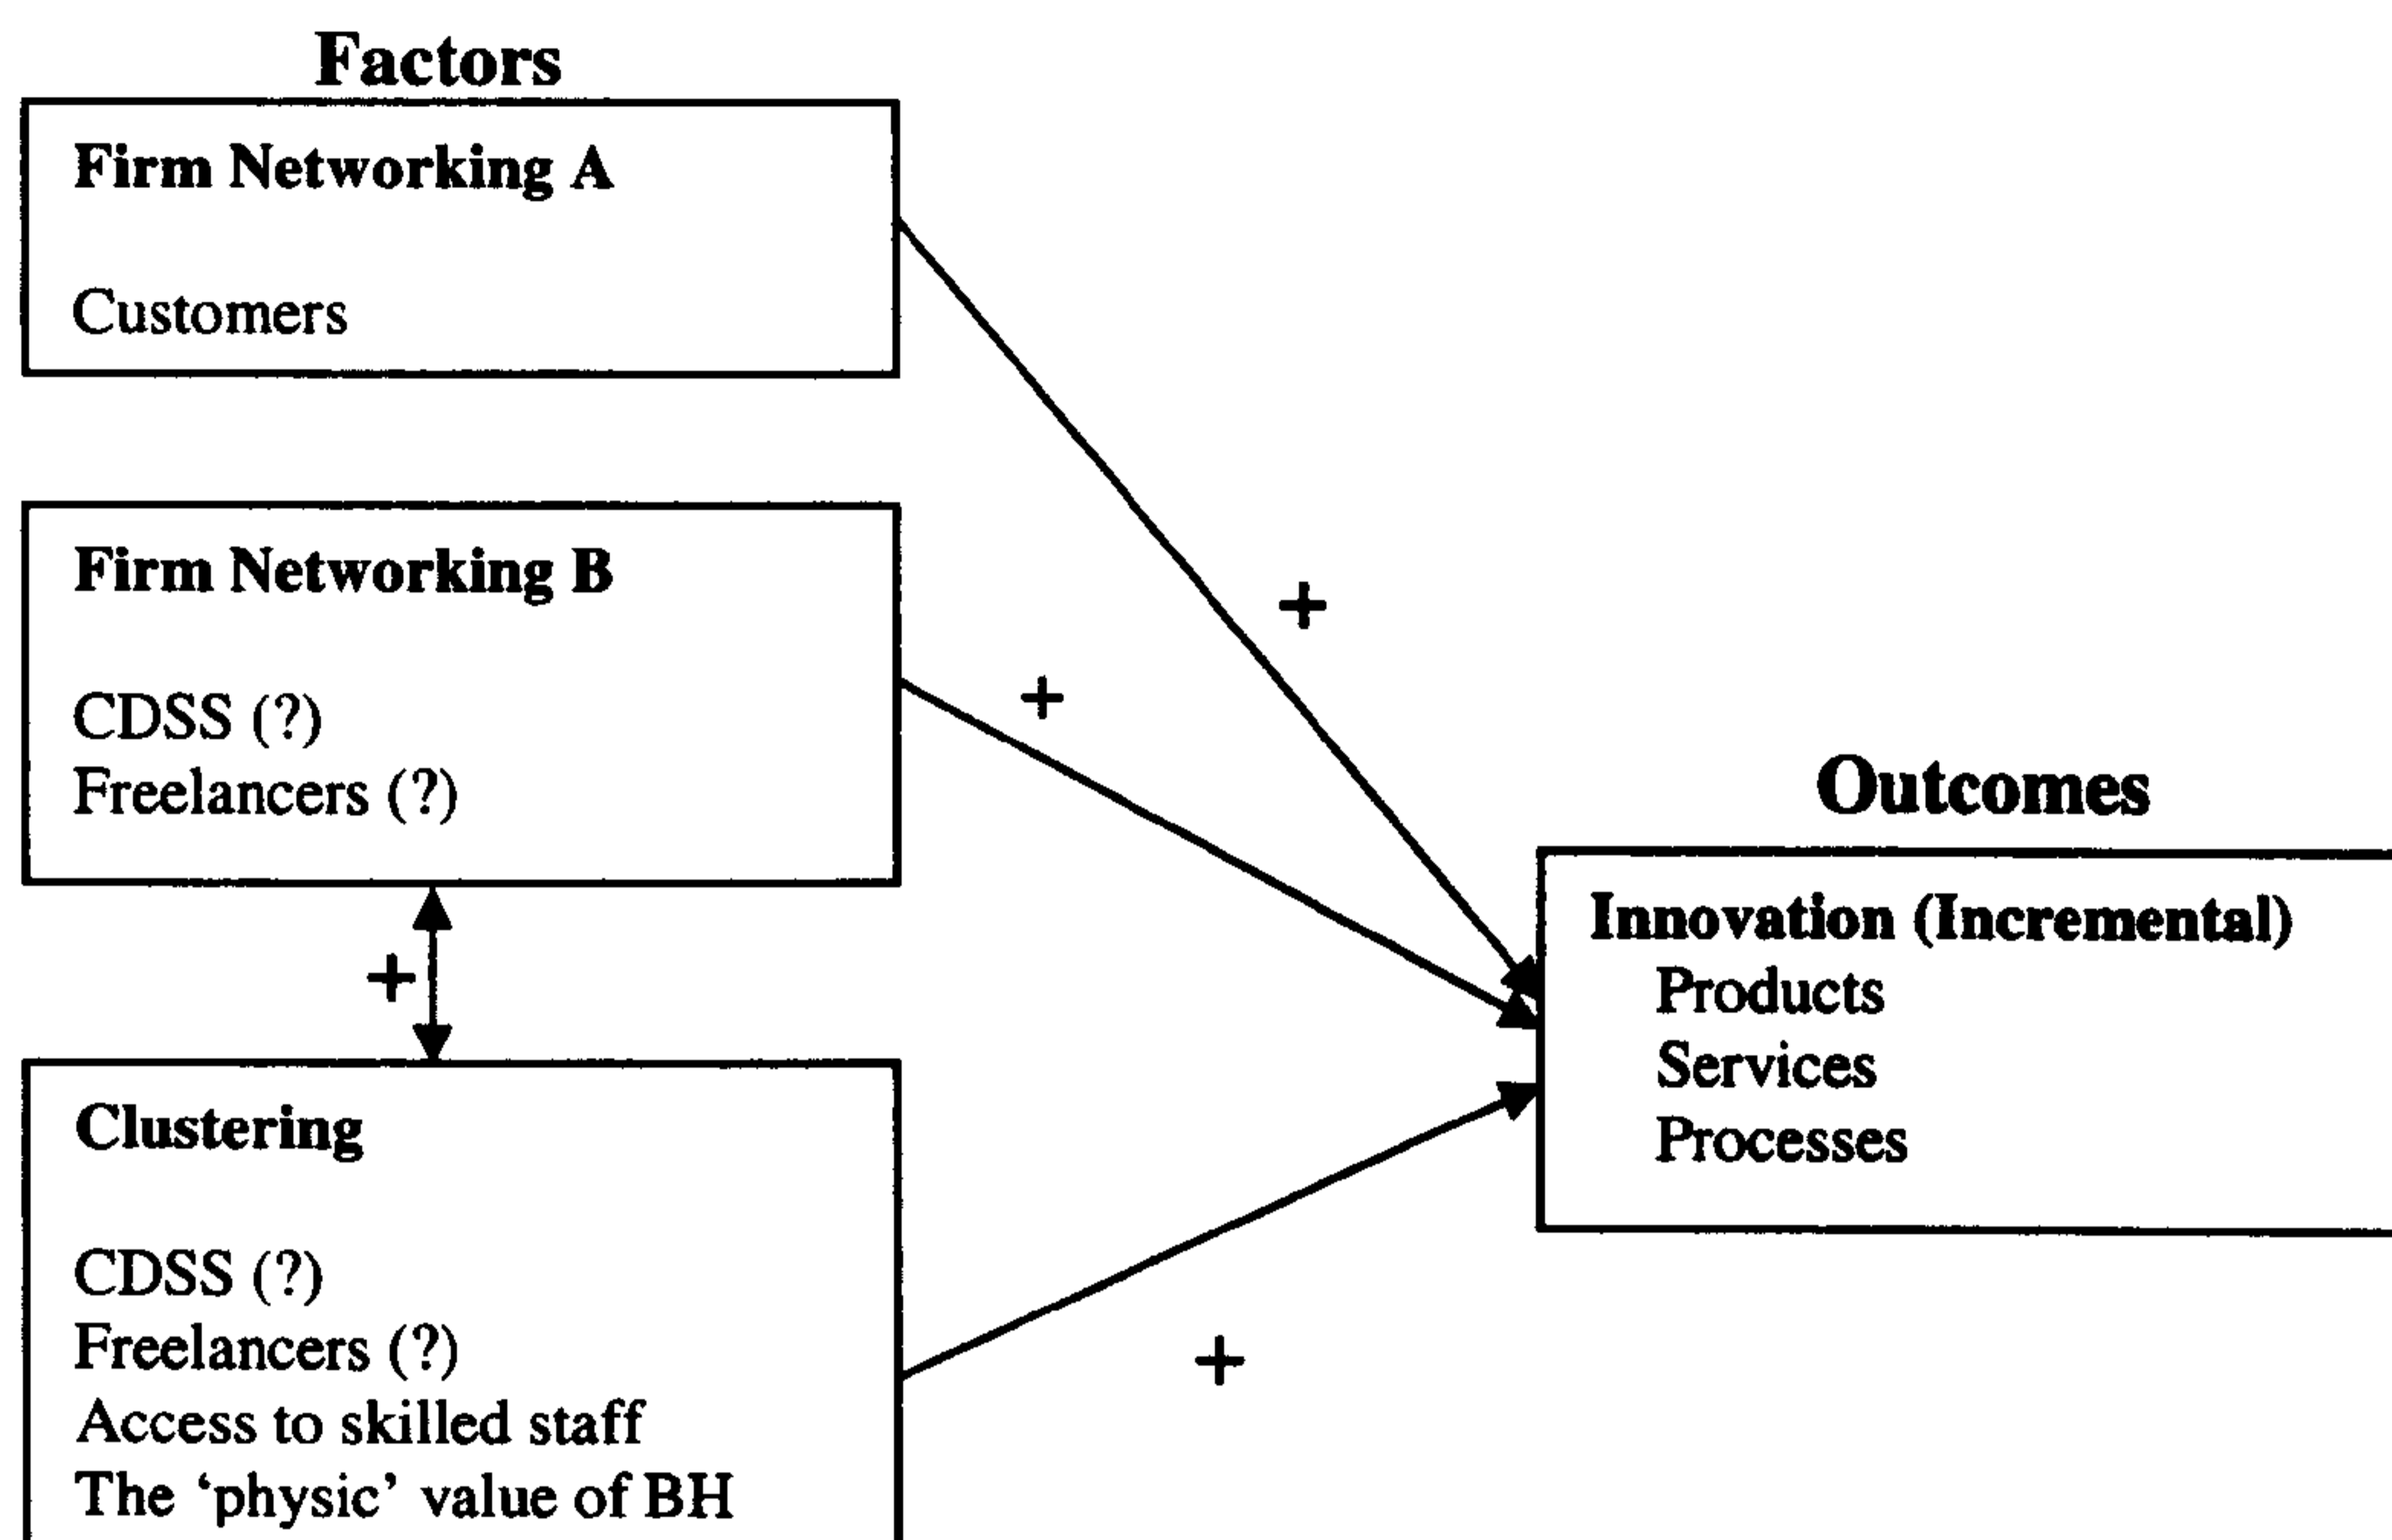 Factors
Firm Networking A
Customers
Firm Networking B
CDSS (?)
Freelancers (?)
+
Clustering
CDSS (?)
Freelancers (?)
Access to skilled staff
The ‘physic’ value of BH
+
+
+
Outcomes
Innovation (Incremental)
Products
Services
Processes